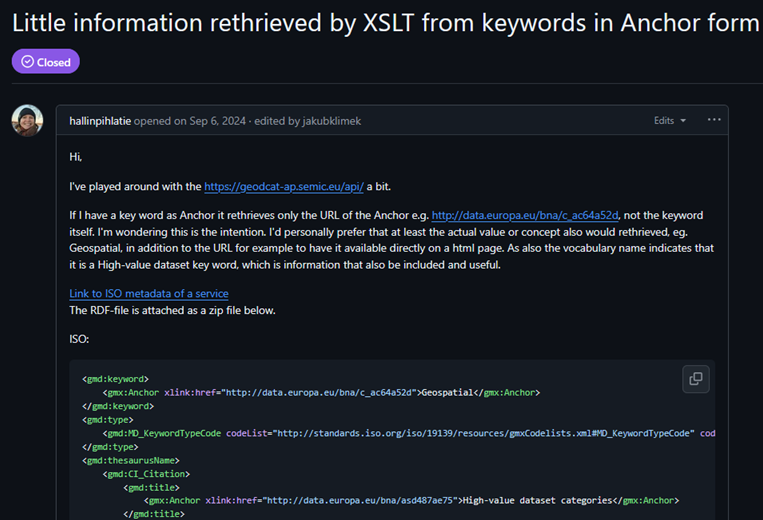 Little information rethrieved by XSLT from keywords in Anchor form
Closed
hallinpihlatie opened on Sep 6, 2024 · edited by jakubklimek
Edits
Hi,
I've played around with the https://geodcat-ap.semic.eu/api/ a bit.
If I have a key word as Anchor it rethrieves only the URL of the Anchor e.g. http://data.europa.eu/bna/c_ac64a52d, not the keyword
itself. I'm wondering this is the intention. I'd personally prefer that at least the actual value or concept also would rethrieved, eg.
Geospatial, in addition to the URL for example to have it available directly on a html page. As also the vocabulary name indicates that
it is a High-value dataset key word, which is information that also be included and useful.
Link to ISO metadata of a service
The RDF-file is attached as a zip file below.
ISO:
<gmd:keyword>
<gmx:Anchor xlink:href="http://data.europa.eu/bna/c_ac64a52d">Geospatial</gmx:Anchor>
</gmd:keyword>
<gmd:type>
<gmd:MD_KeywordTypeCode codeList="http://standards.iso.org/iso/19139/resources/gmxCodelists.xml#MD_KeywordTypeCode" cod
</gmd:type>
<gmd:thesaurusName>
<gmd:CI_Citation>
<gmd:title>
<gmx:Anchor xlink:href="http://data.europa.eu/bna/asd487ae75">High-value dataset categories</gmx:Anchor>
</gmd:title>